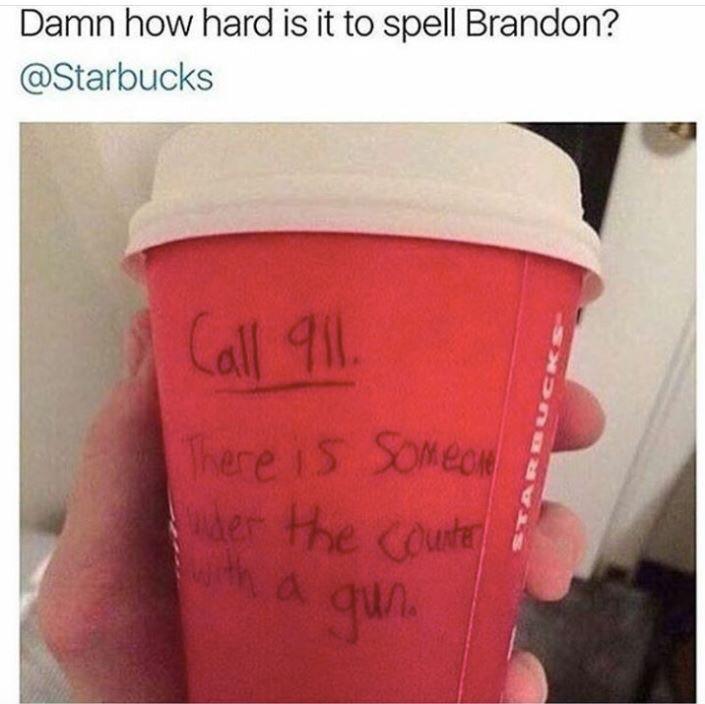 Damn how hard is it to spell Brandon?
@Starbucks
Call 911.
There is Someone
under the counter
with a gun.
STARBUCKS